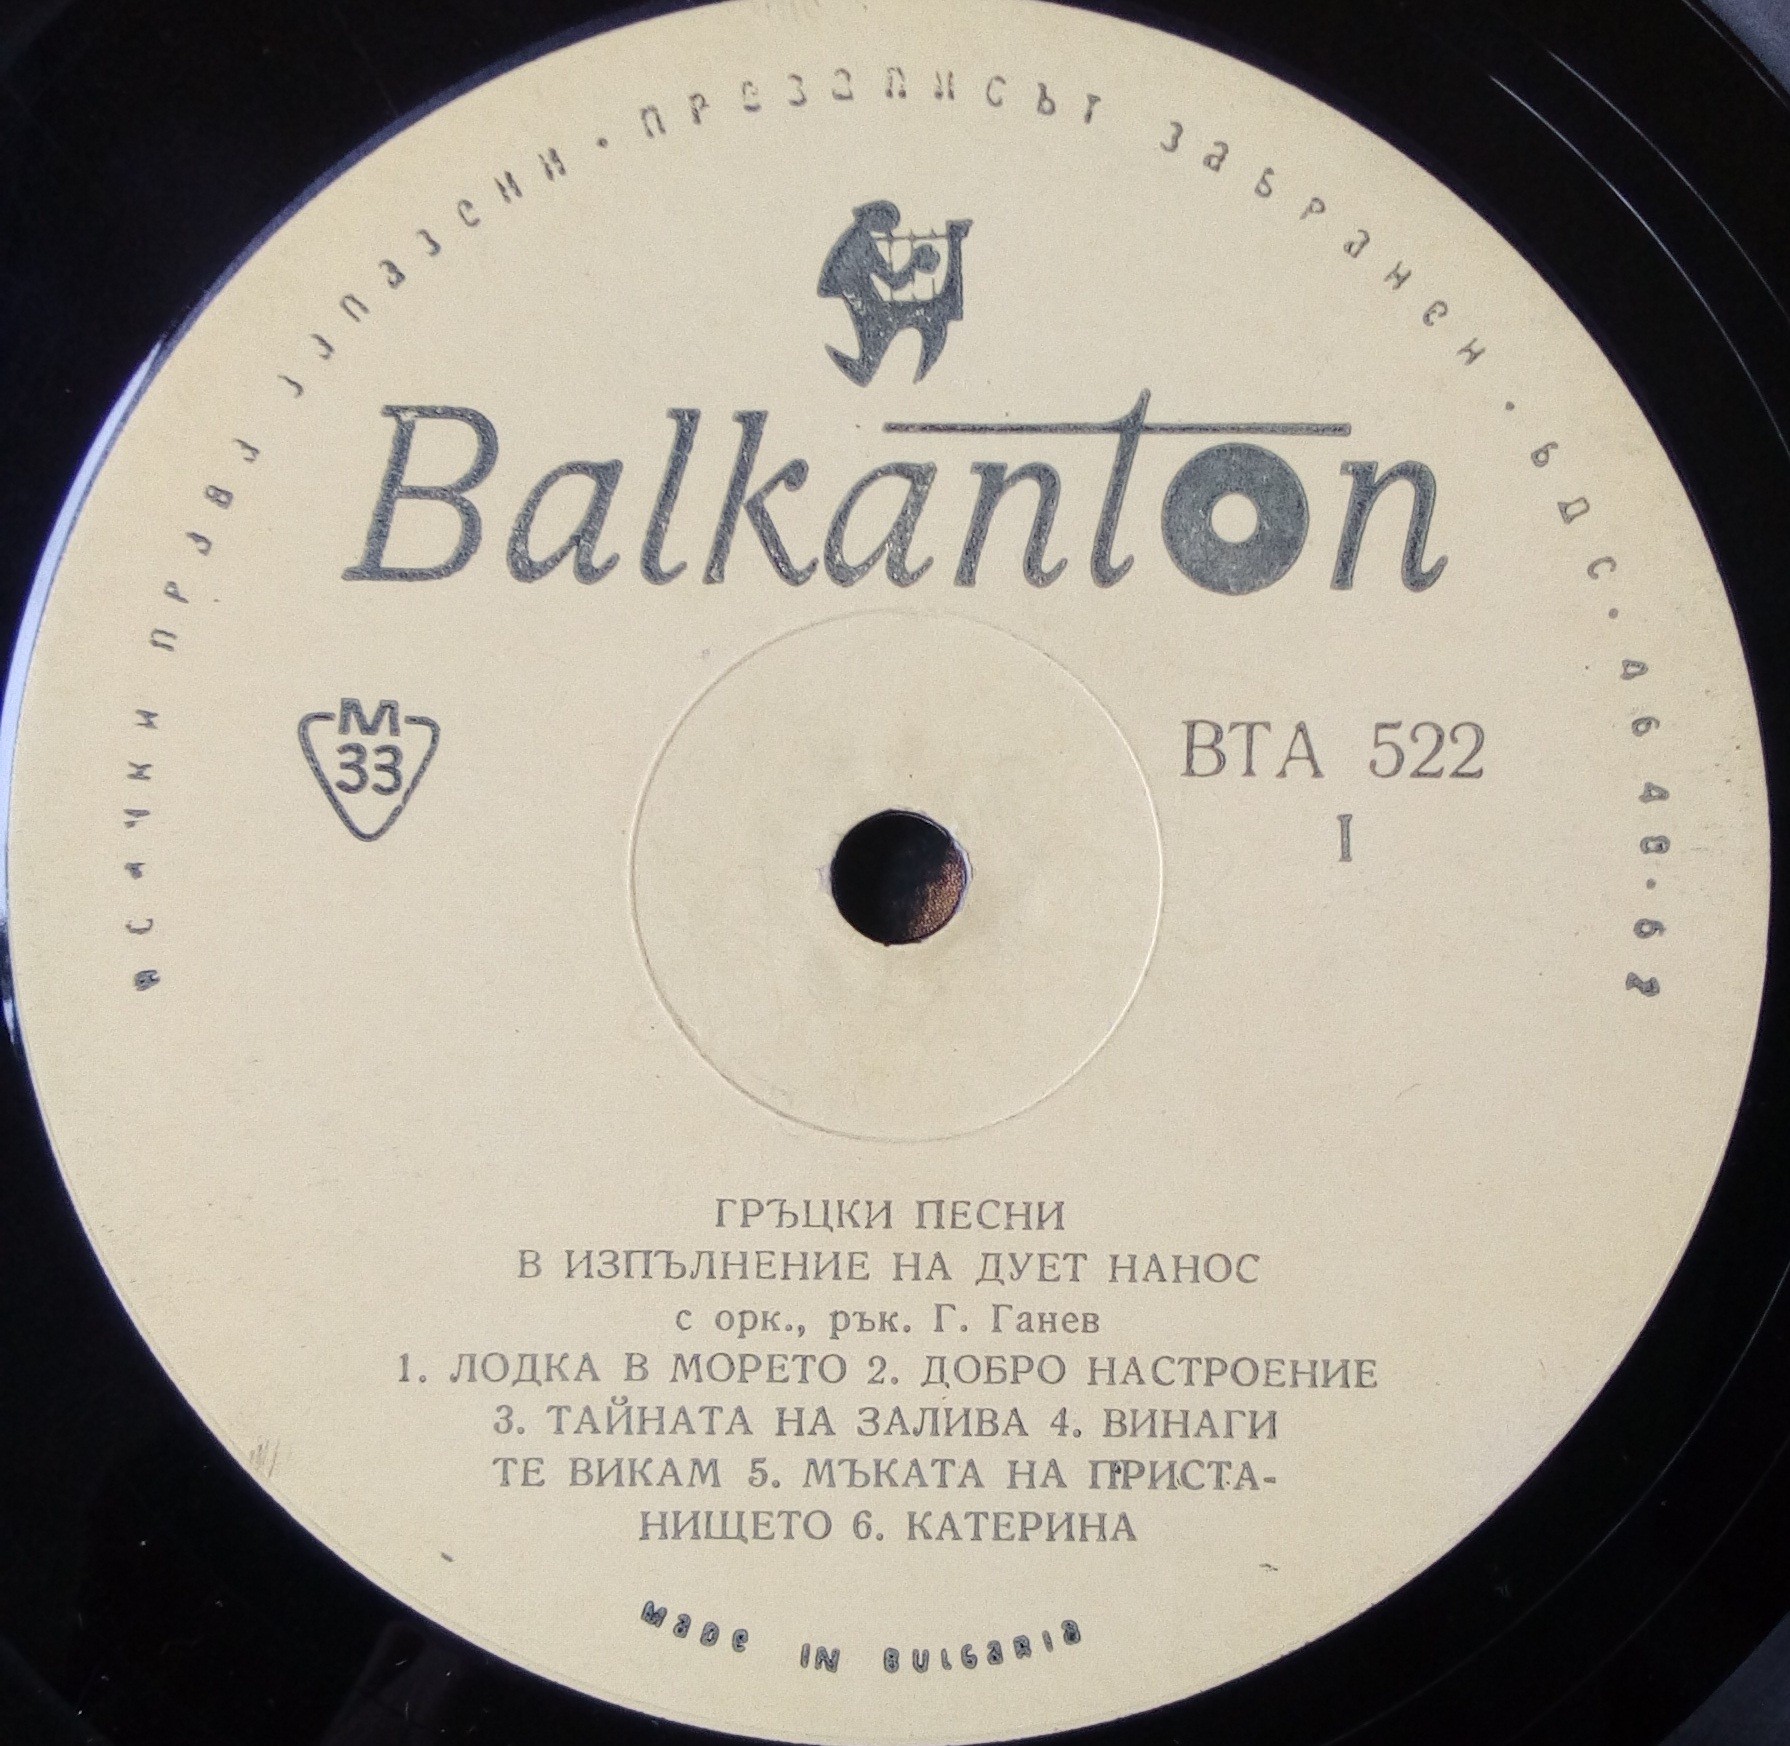 ВСИЧКИ ПРАВА ЗАПАЗЕНИ · ПРЕЗАПИСЪТ ЗАБРАНЕН · БДС · 6640 · 62
Balkanton
М
33
ВТА 522
I
ГРЪЦКИ ПЕСНИ
В ИЗПЪЛНЕНИЕ НА ДУЕТ НАНОС
с орк., рък. Г. Ганев
1. ЛОДКА В МОРЕТО 2. ДОБРО НАСТРОЕНИЕ
3. ТАЙНАТА НА ЗАЛИВА 4. ВИНАГИ
ТЕ ВИКАМ 5. МЪКАТА НА ПРИСТА-
НИЩЕТО 6. КАТЕРИНА
MADE IN BULGARIA